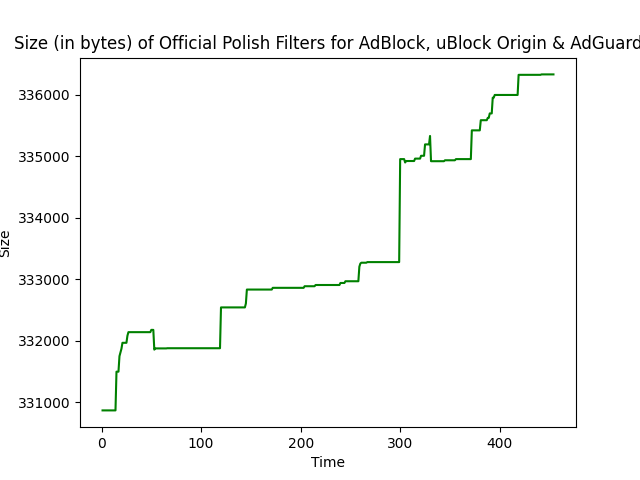 Size (in bytes) of Official Polish Filters for AdBlock, uBlock Origin & AdGuard
336000
335000
334000
333000
332000
331000
Size
0 100 200 300 400
Time